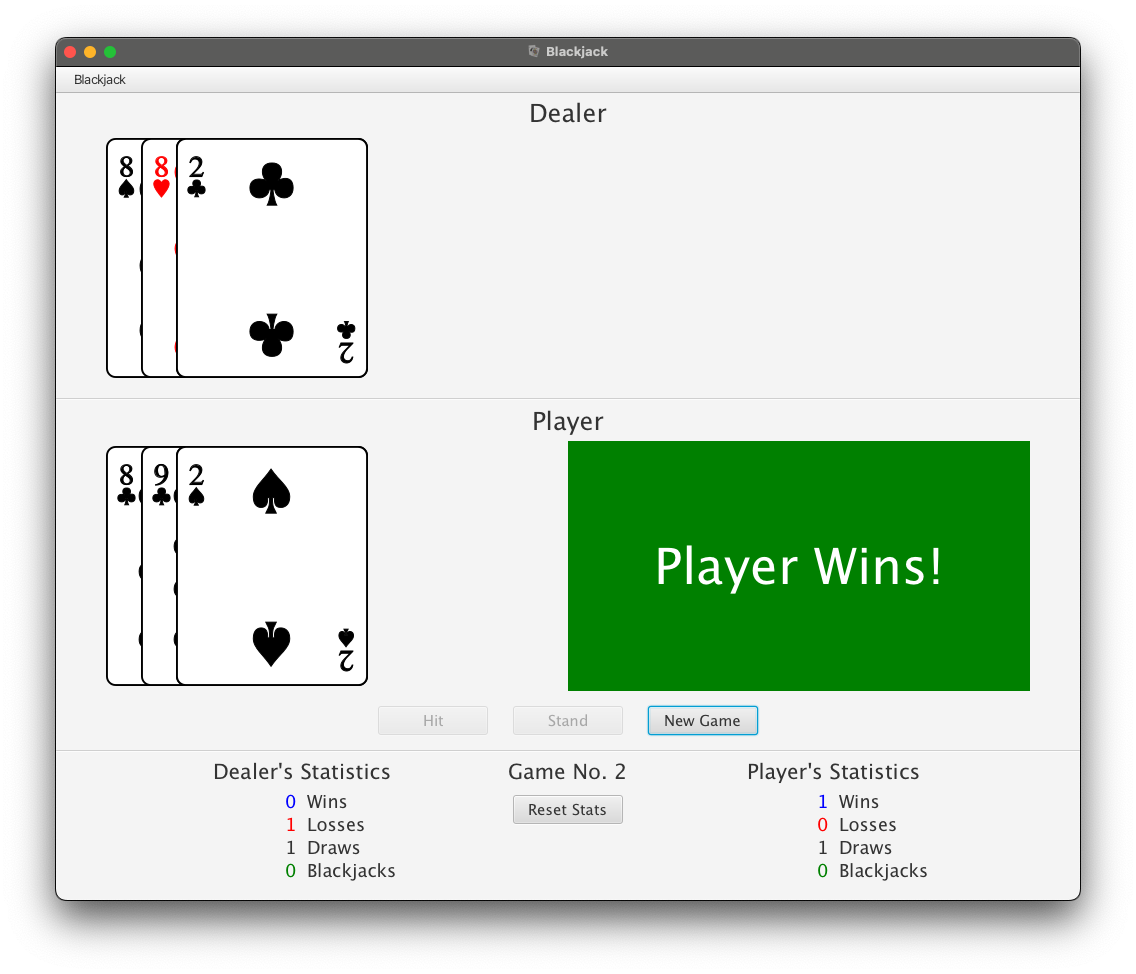 Blackjack
Blackjack
Dealer
8 8 2
2
Player
8 9 2
2
Player Wins!
Hit Stand New Game
Dealer's Statistics Game No. 2 Player's Statistics
0 Wins Reset Stats 1 Wins
1 Losses 0 Losses
1 Draws 1 Draws
0 Blackjacks 0 Blackjacks